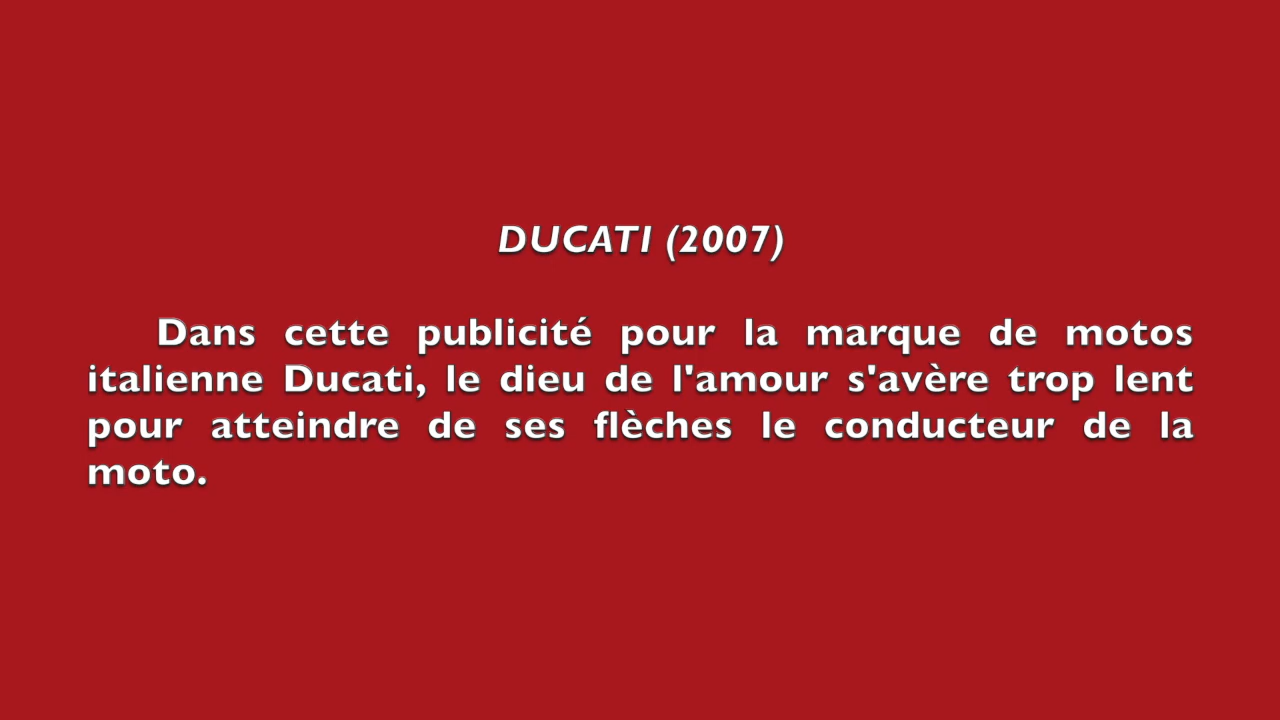 DUCATI (2007)
Dans cette publicité pour la marque de motos
italienne Ducati, le dieu de l'amour s'avère trop lent
pour atteindre de ses flèches le conducteur de la
moto.